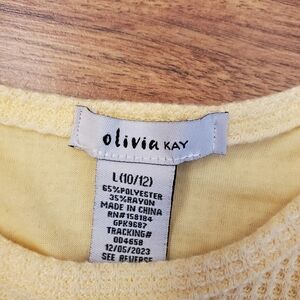 olivia KAY
L(10/12)
65%POLYESTER
35%RAYON
MADE IN CHINA
RN#158184
GPK9687
TRACKING#
004658
12/05/2023
SEE REVERSE